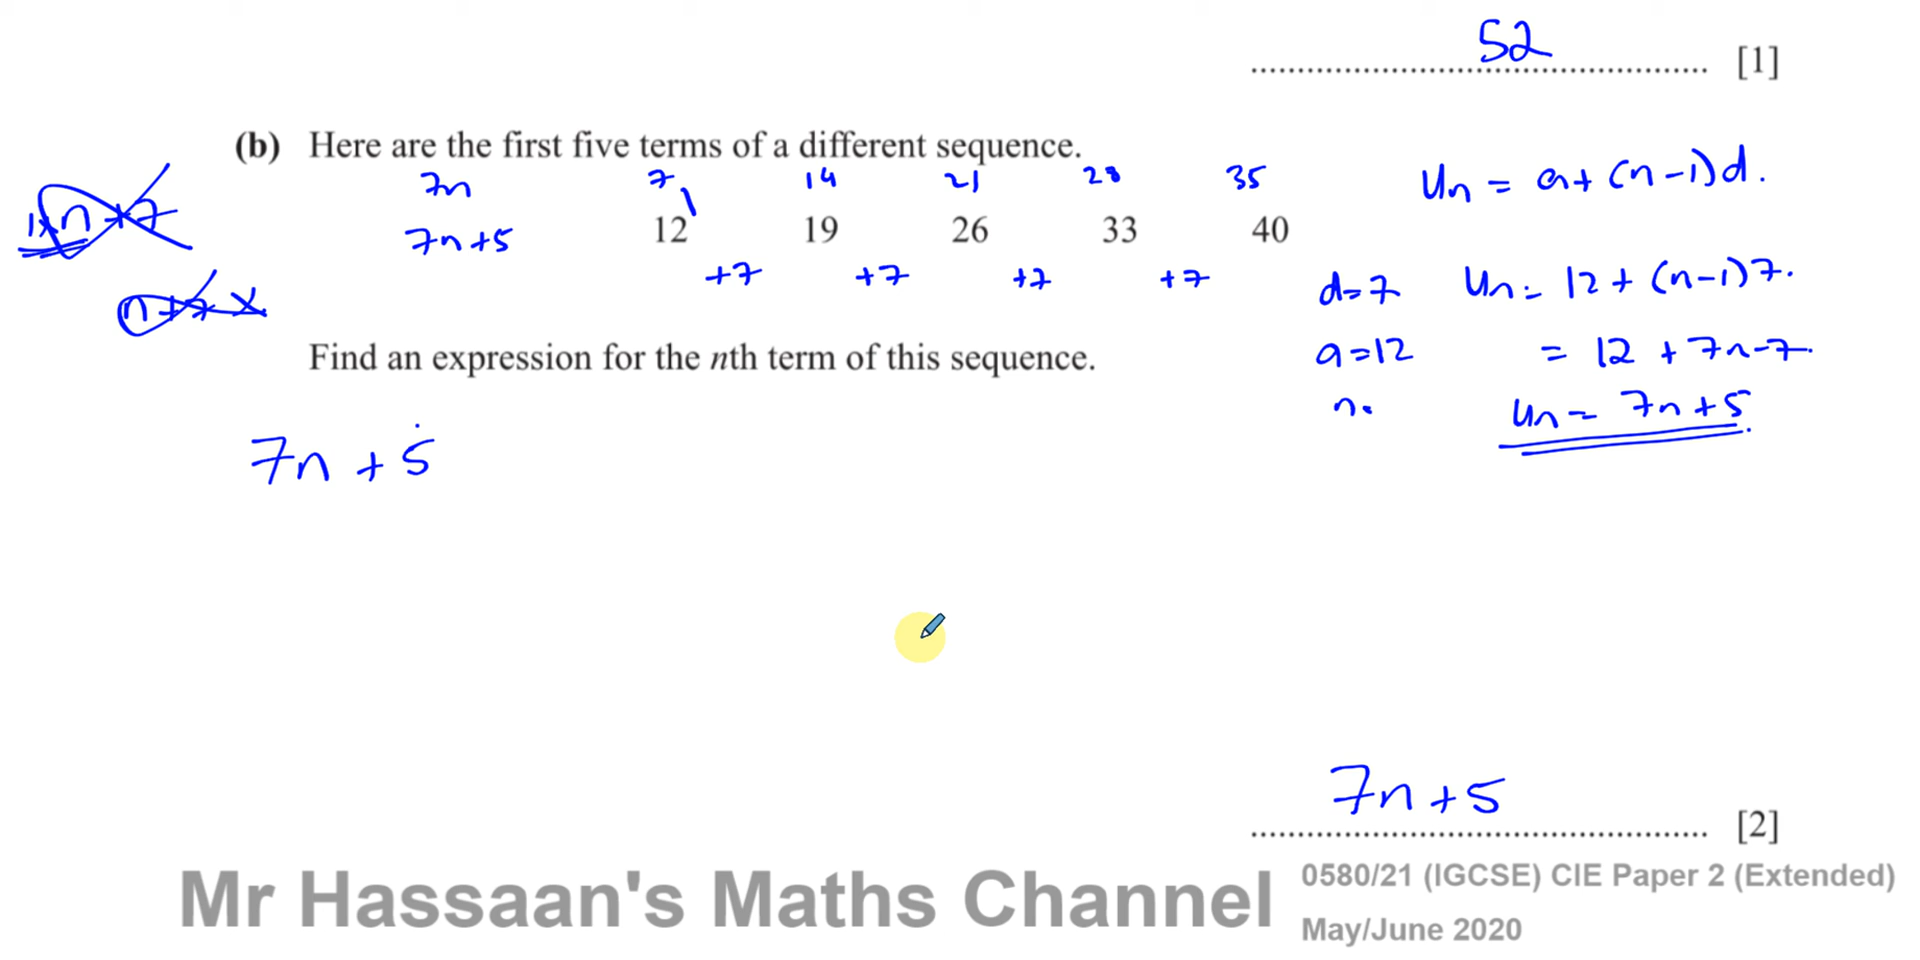 52
[1]
(b) Here are the first five terms of a different sequence.
7n 7 14 21 28 35
Un = a + (n-1)d.
1×n+7
7n+5 12 19 26 33 40
+7 +7 +7 +7
n+7 ×
d=7 Un = 12 + (n-1)7.
Find an expression for the nth term of this sequence.
a=12 = 12 + 7n-7.
n
Un = 7n+5
7n + 5
7n+5
[2]
Mr Hassaan's Maths Channel
0580/21 (IGCSE) CIE Paper 2 (Extended)
May/June 2020